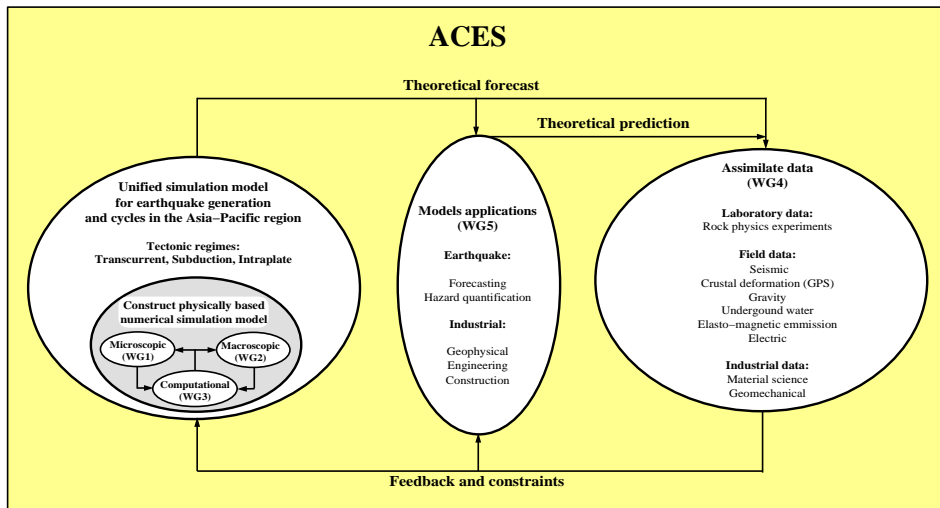 ACES
Theoretical forecast
Theoretical prediction
Unified simulation model
for earthquake generation
and cycles in the Asia−Pacific region
Tectonic regimes:
Transcurrent, Subduction, Intraplate
Construct physically based
numerical simulation model
Microscopic
(WG1)
Macroscopic
(WG2)
Computational
(WG3)
Models applications
(WG5)
Earthquake:
Forecasting
Hazard quantification
Industrial:
Geophysical
Engineering
Construction
Assimilate data
(WG4)
Laboratory data:
Rock physics experiments
Field data:
Seismic
Crustal deformation (GPS)
Gravity
Undergound water
Elasto−magnetic emmission
Electric
Industrial data:
Material science
Geomechanical
Feedback and constraints